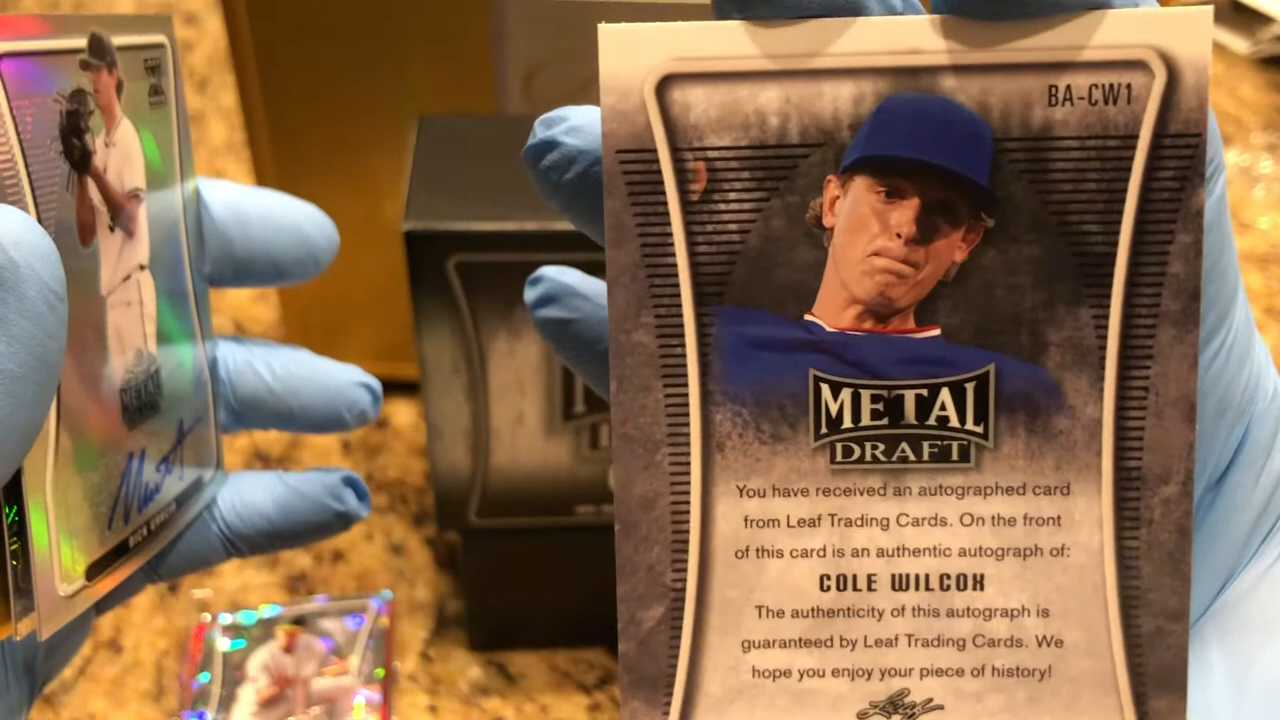 BA-CW1
METAL
DRAFT
You have received an autographed card
from Leaf Trading Cards. On the front
of this card is an authentic autograph of:
COLE WILCOX
The authenticity of this autograph is
guaranteed by Leaf Trading Cards. We
hope you enjoy your piece of history!
Leaf
METAL